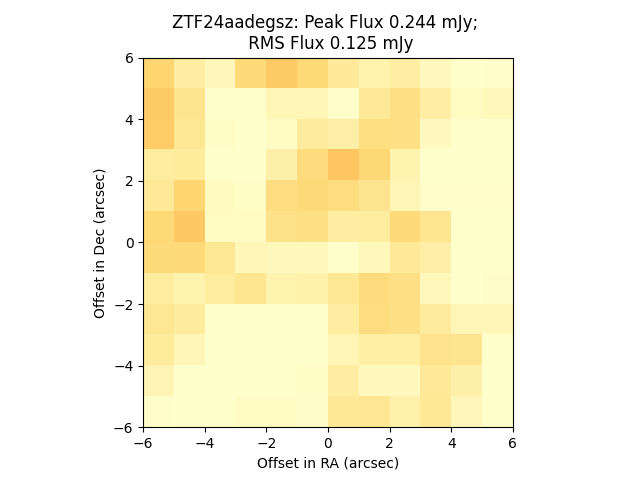 ZTF24aadegsz: Peak Flux 0.244 mJy;
RMS Flux 0.125 mJy
6
4
2
0
−2
−4
−6
Offset in Dec (arcsec)
−6 −4 −2 0 2 4 6
Offset in RA (arcsec)